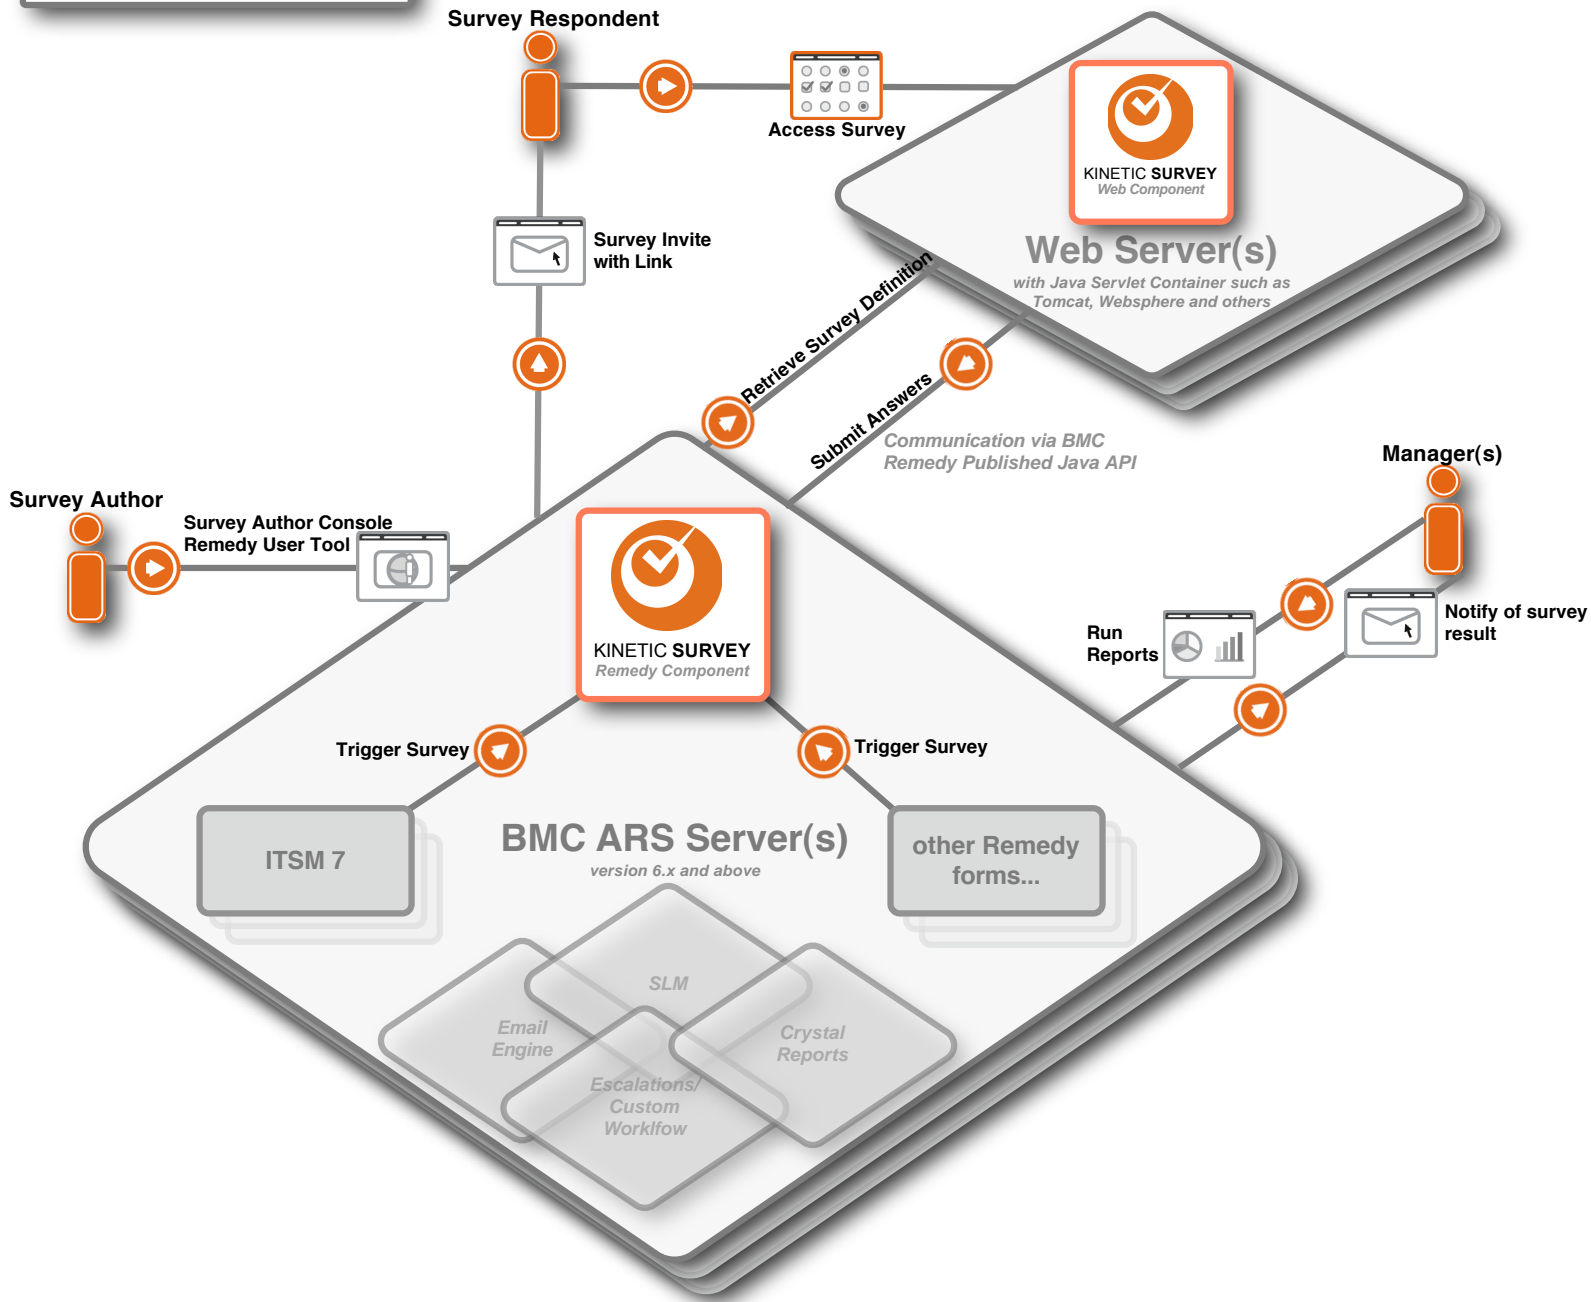 Survey Respondent
Access Survey
KINETIC SURVEY
Web Component
Web Server(s)
with Java Servlet Container such as
Tomcat, Websphere and others
Survey Invite
with Link
Retrieve Survey Definition
Submit Answers
Communication via BMC
Remedy Published Java API
Manager(s)
Survey Author
Survey Author Console
Remedy User Tool
KINETIC SURVEY
Remedy Component
Run
Reports
Notify of survey
result
Trigger Survey
Trigger Survey
ITSM 7
BMC ARS Server(s)
version 6.x and above
other Remedy
forms...
SLM
Email
Engine
Crystal
Reports
Escalations/
Custom
Worklfow